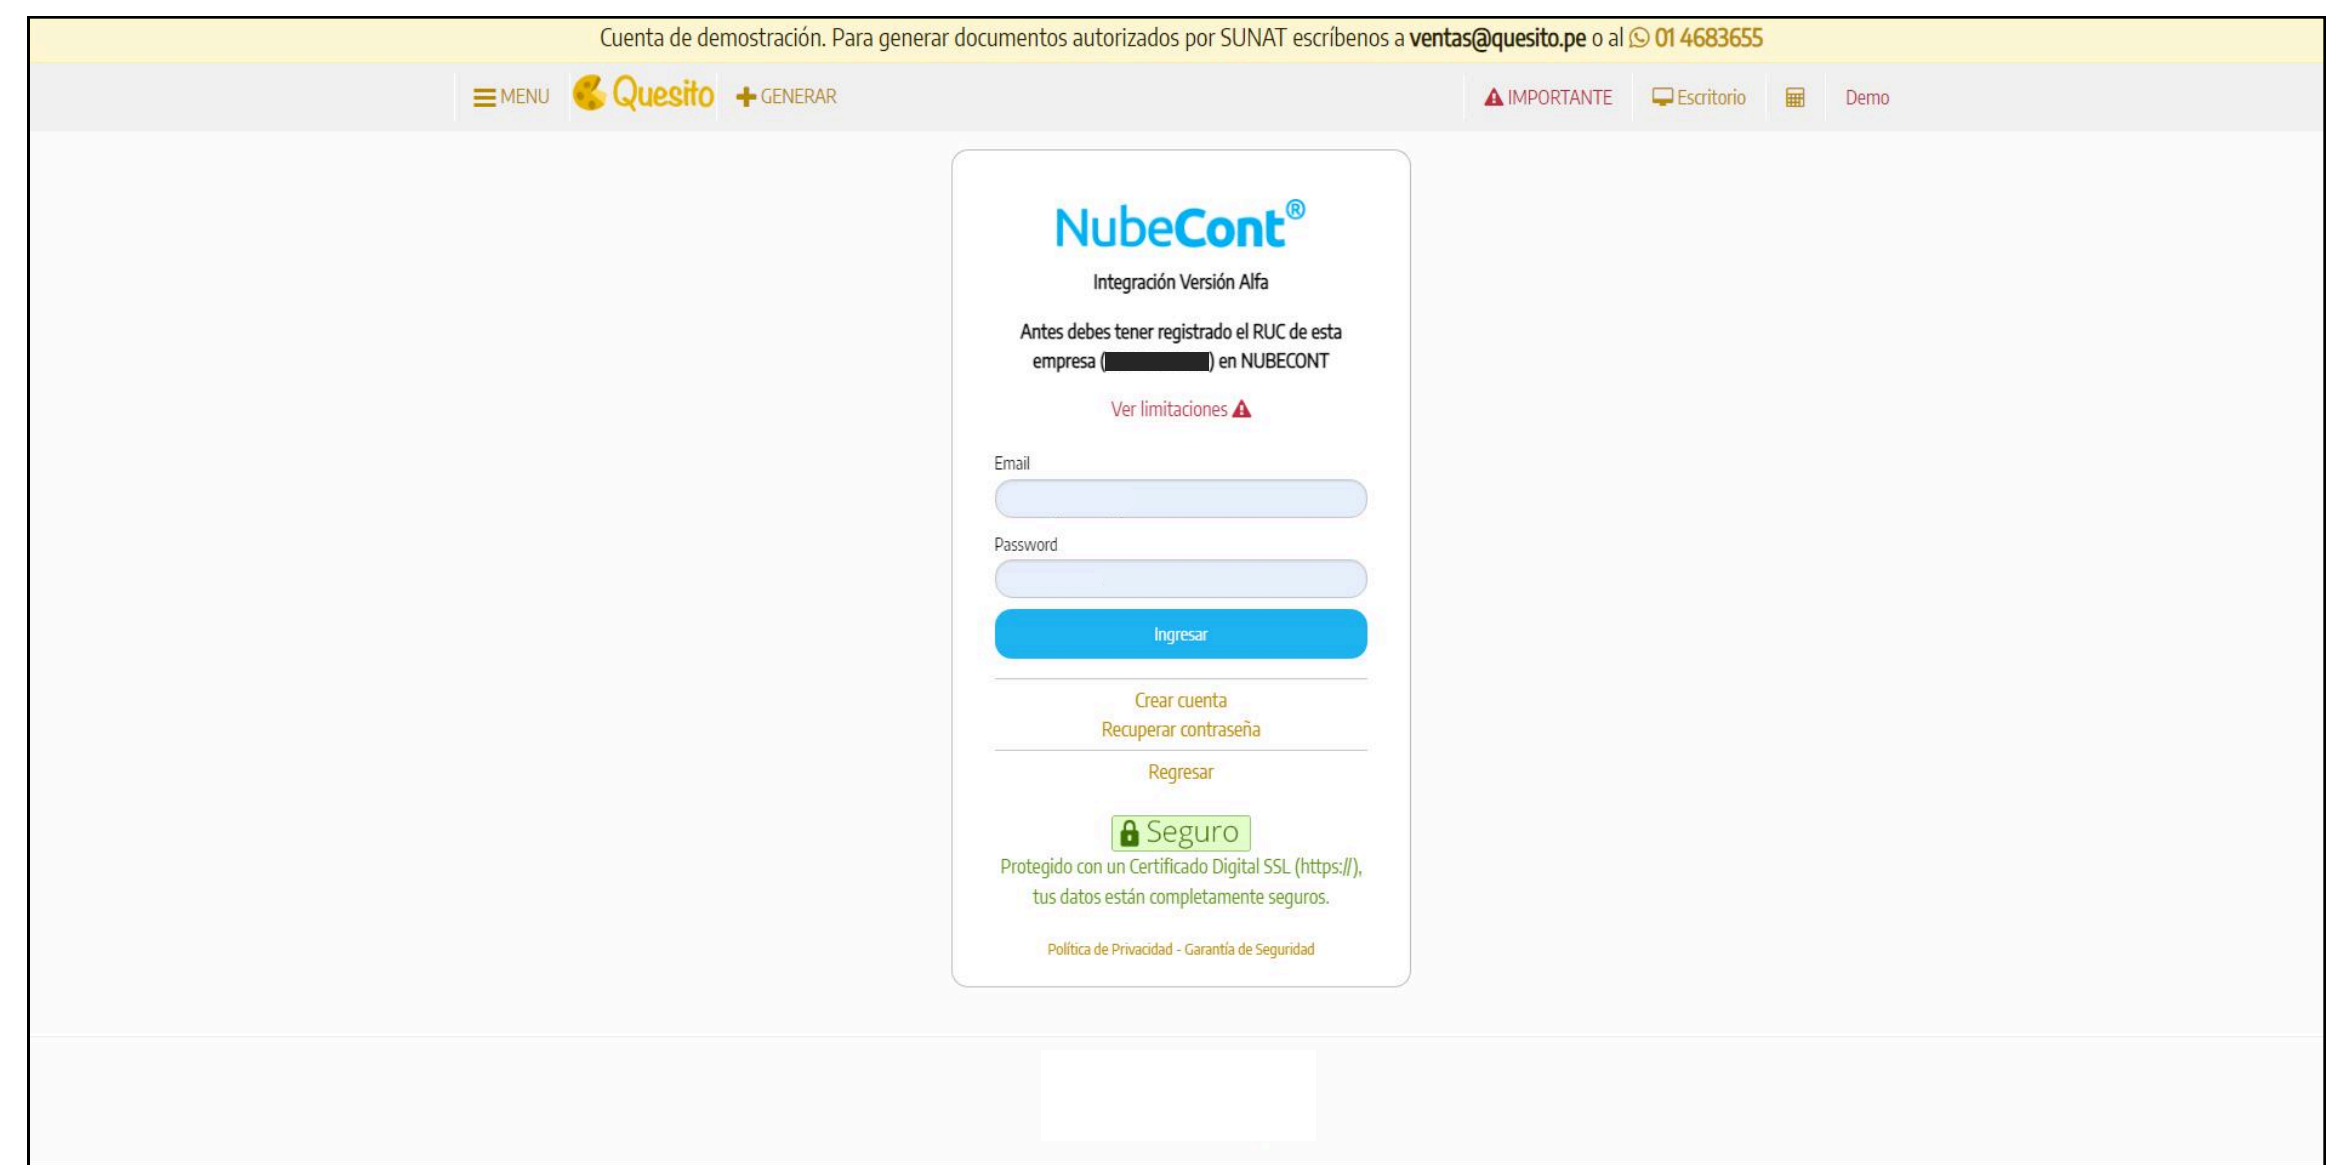 Cuenta de demostración. Para generar documentos autorizados por SUNAT escríbenos a ventas@quesito.pe o al 01 4683655
MENU Quesito GENERAR IMPORTANTE Escritorio Demo
NubeCont®
Integración Versión Alfa
Antes debes tener registrado el RUC de esta
empresa ( ) en NUBECONT
Ver limitaciones
Email
Password
Ingresar
Crear cuenta
Recuperar contraseña
Regresar
Seguro
Protegido con un Certificado Digital SSL (https://),
tus datos están completamente seguros.
Política de Privacidad - Garantía de Seguridad